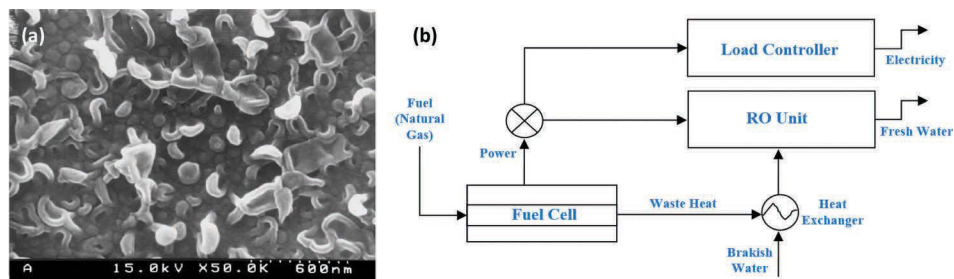 (a)
A 15.0kV X50.0K 600nm
(b)
Load Controller
Electricity
Fuel
(Natural
Gas)
RO Unit
Fresh Water
Power
Fuel Cell
Waste Heat
Heat
Exchanger
Brakish
Water